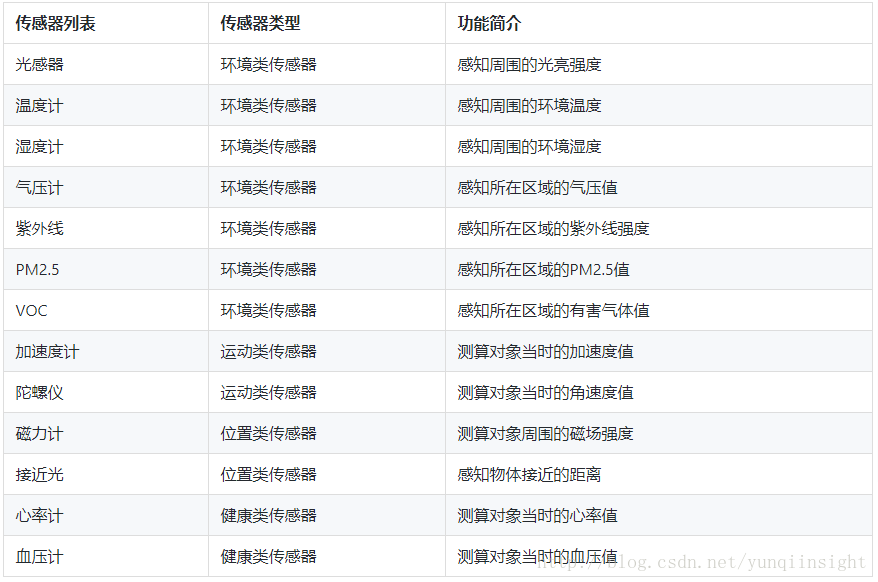 传感器列表 传感器类型 功能简介
光感器 环境类传感器 感知周围的光亮强度
温度计 环境类传感器 感知周围的环境温度
湿度计 环境类传感器 感知周围的环境湿度
气压计 环境类传感器 感知所在区域的气压值
紫外线 环境类传感器 感知所在区域的紫外线强度
PM2.5 环境类传感器 感知所在区域的PM2.5值
VOC 环境类传感器 感知所在区域的有害气体值
加速度计 运动类传感器 测算对象当时的加速度值
陀螺仪 运动类传感器 测算对象当时的角速度值
磁力计 位置类传感器 测算对象周围的磁场强度
接近光 位置类传感器 感知物体接近的距离
心率计 健康类传感器 测算对象当时的心率值
血压计 健康类传感器 测算对象当时的血压值
http://blog.csdn.net/yunqiinsight